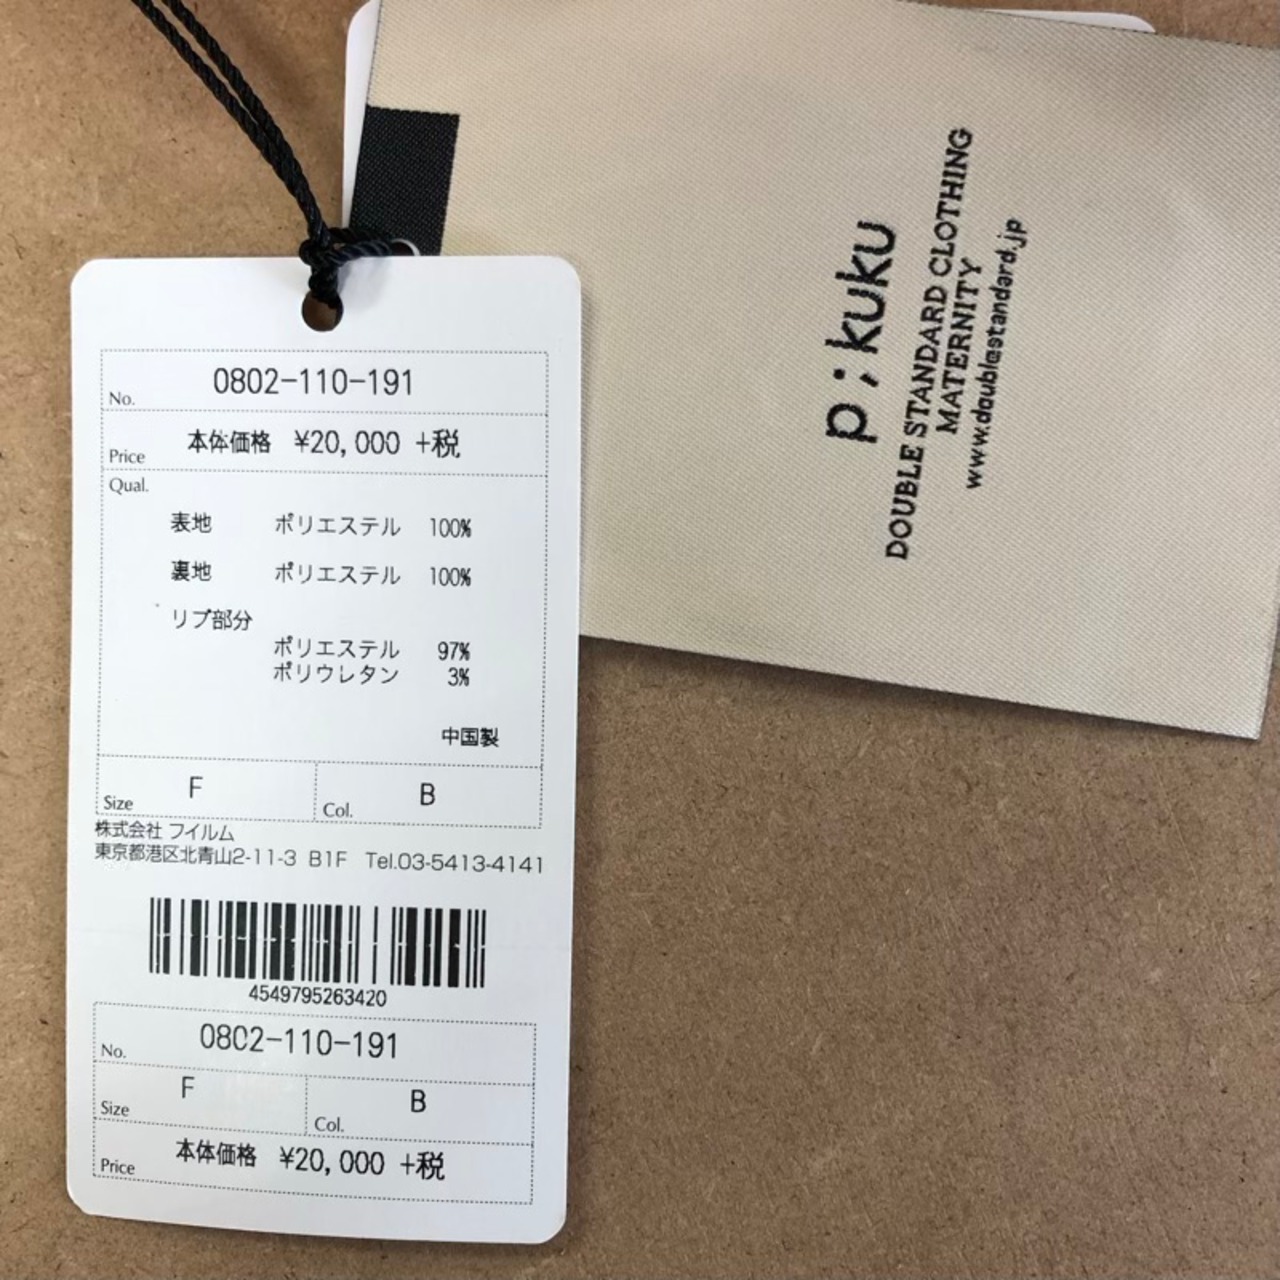 No. 0802-110-191
Price 本体価格 ¥20,000 +税
Qual.
表地 ポリエステル 100%
裏地 ポリエステル 100%
リブ部分
ポリエステル 97%
ポリウレタン 3%
中国製
Size F Col. B
株式会社 フイルム
東京都港区北青山2-11-3 B1F Tel.03-5413-4141
4549795263420
No. 0802-110-191
Size F Col. B
Price 本体価格 ¥20,000 +税
p;kuku
DOUBLE STANDARD CLOTHING
MATERNITY
www.doublestandard.jp